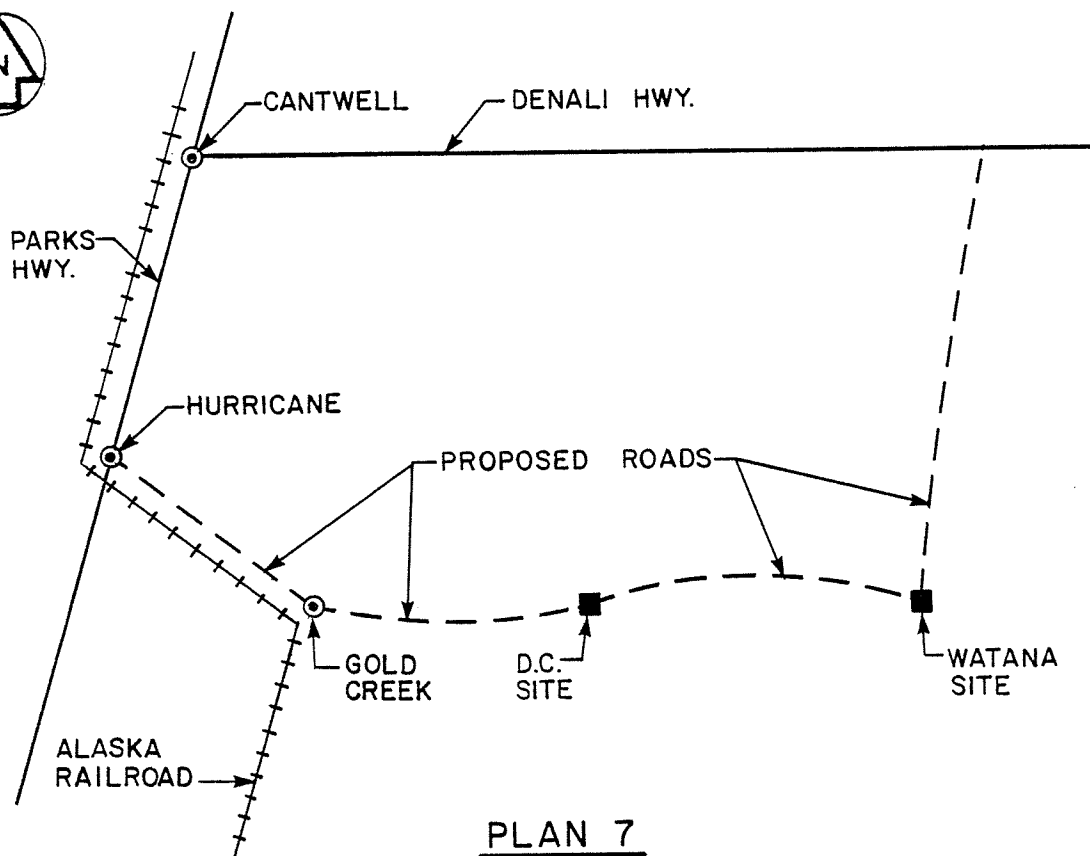 N
CANTWELL
DENALI HWY.
PARKS
HWY.
HURRICANE
PROPOSED ROADS
GOLD
CREEK
D.C.
SITE
WATANA
SITE
ALASKA
RAILROAD
PLAN 7